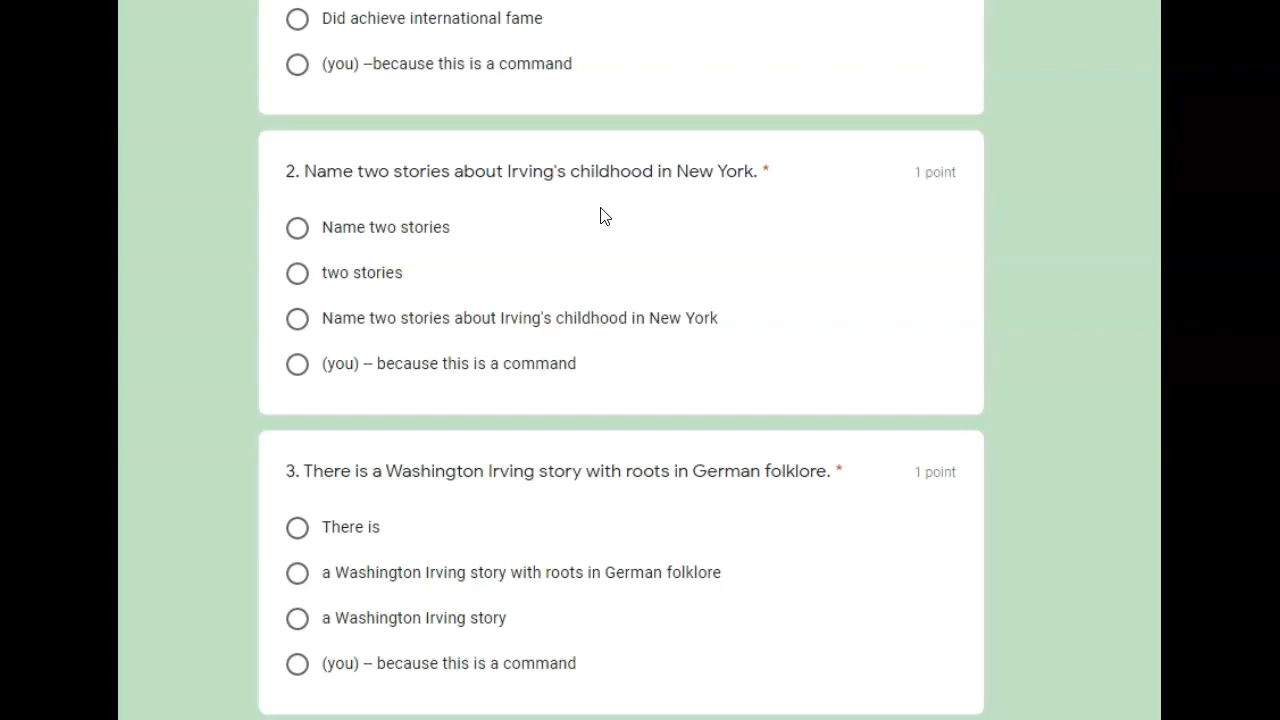 Did achieve international fame
(you) --because this is a command
2. Name two stories about Irving's childhood in New York. *
1 point
Name two stories
two stories
Name two stories about Irving's childhood in New York
(you) -- because this is a command
3. There is a Washington Irving story with roots in German folklore. *
1 point
There is
a Washington Irving story with roots in German folklore
a Washington Irving story
(you) -- because this is a command